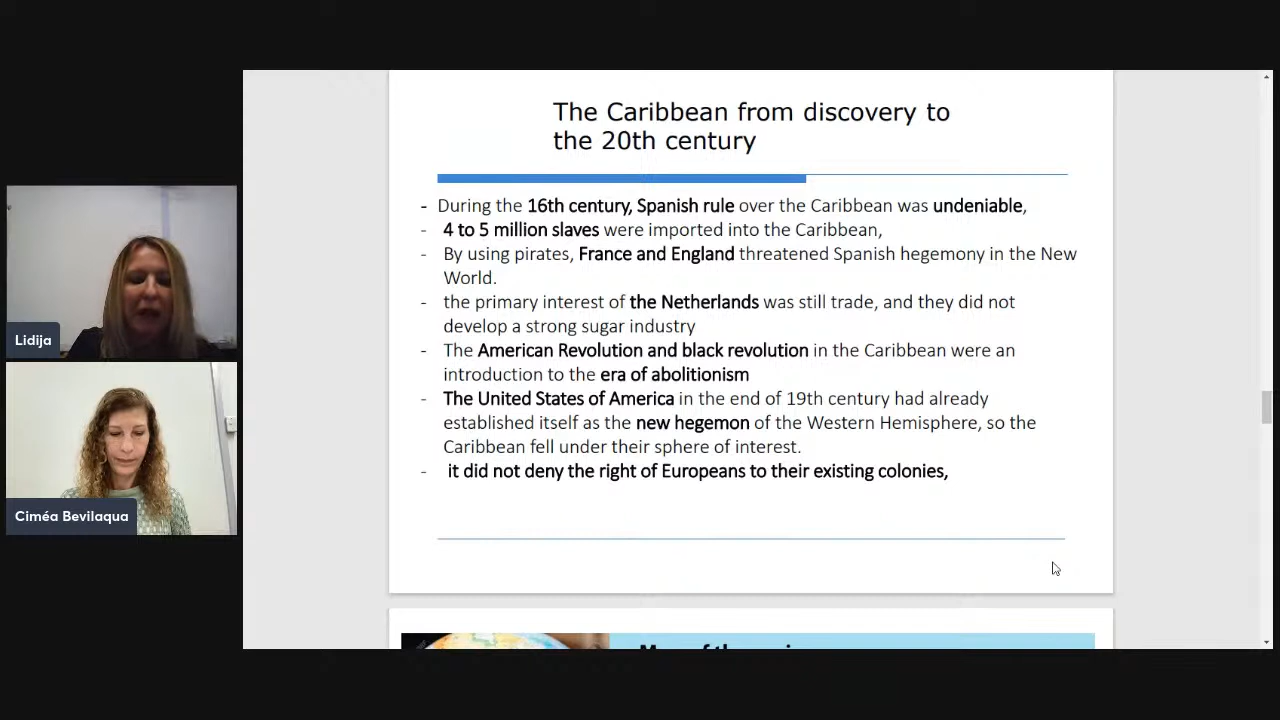 The Caribbean from discovery to
the 20th century
- During the 16th century, Spanish rule over the Caribbean was undeniable,
- 4 to 5 million slaves were imported into the Caribbean,
- By using pirates, France and England threatened Spanish hegemony in the New
World.
- the primary interest of the Netherlands was still trade, and they did not
develop a strong sugar industry
- The American Revolution and black revolution in the Caribbean were an
introduction to the era of abolitionism
- The United States of America in the end of 19th century had already
established itself as the new hegemon of the Western Hemisphere, so the
Caribbean fell under their sphere of interest.
- it did not deny the right of Europeans to their existing colonies,
Lidija
Ciméa Bevilaqua